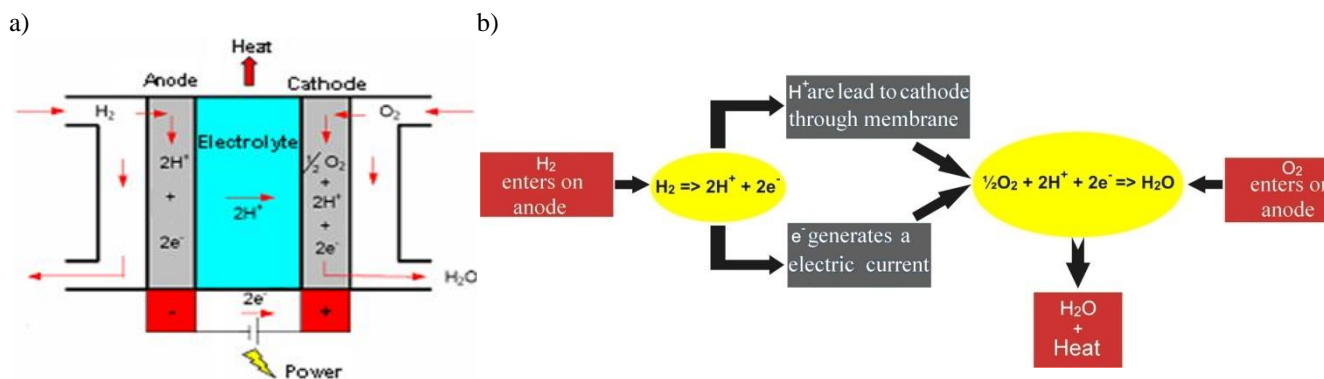 a)
Heat
Anode
Cathode
H₂
O₂
Electrolyte
2H⁺
+
2e⁻
2H⁺
½ O₂
+
2H⁺
+
2e⁻
H₂O
2e⁻
-
+
Power
b)
H₂
enters on
anode
H₂ => 2H⁺ + 2e⁻
H⁺are lead to cathode
through membrane
e⁻generates a
electric current
½O₂ + 2H⁺ + 2e⁻ => H₂O
O₂
enters on
anode
H₂O
+
Heat